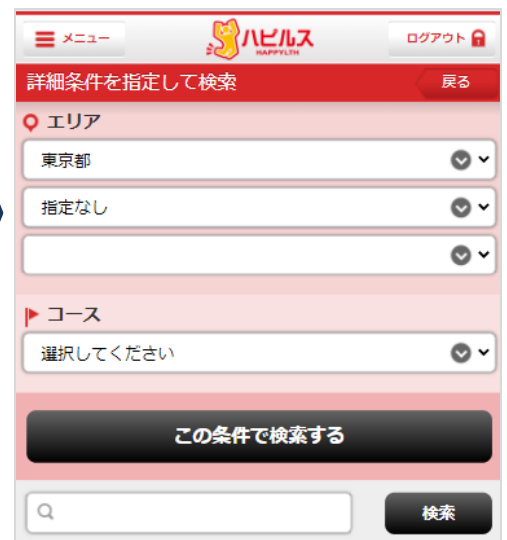 メニュー
ハピルス
HAPPYLTH
ログアウト
詳細条件を指定して検索
戻る
エリア
東京都
指定なし
コース
選択してください
この条件で検索する
検索